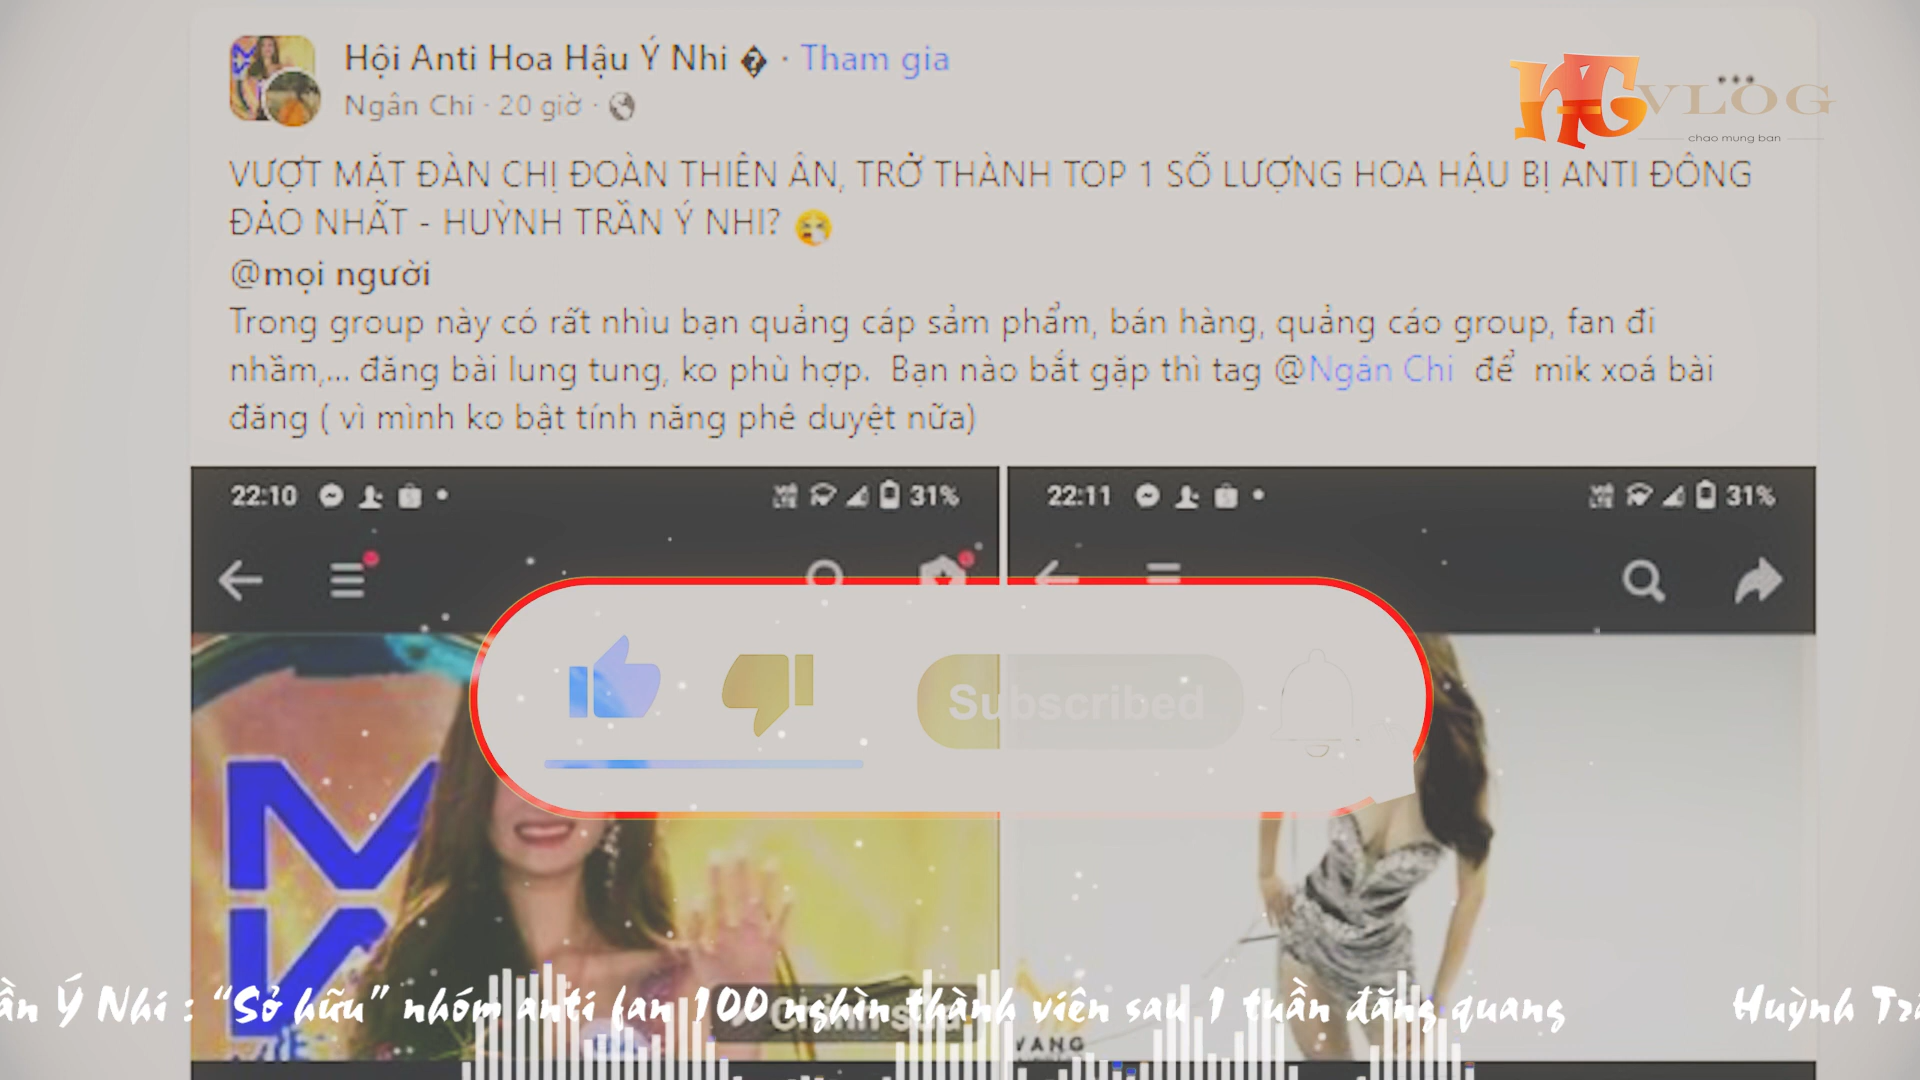 Hội Anti Hoa Hậu Ý Nhi � · Tham gia
Ngân Chi · 20 giờ ·
VLOG
chao mung ban
VƯỢT MẶT ĐÀN CHỊ ĐOÀN THIÊN ÂN, TRỞ THÀNH TOP 1 SỐ LƯỢNG HOA HẬU BỊ ANTI ĐÔNG
ĐẢO NHẤT - HUỲNH TRẦN Ý NHI?
@mọi người
Trong group này có rất nhìu bạn quảng cáp sảm phẩm, bán hàng, quảng cáo group, fan đi
nhầm,... đăng bài lung tung, ko phù hợp. Bạn nào bắt gặp thì tag @Ngân Chi để mik xoá bài
đăng ( vì mình ko bật tính năng phê duyệt nữa)
22:10 31%
22:11 31%
Subscribed
Ý Nhi : “Sở hữu” nhóm anti fan 100 nghìn thành viên sau 1 tuần đăng quang Huỳnh